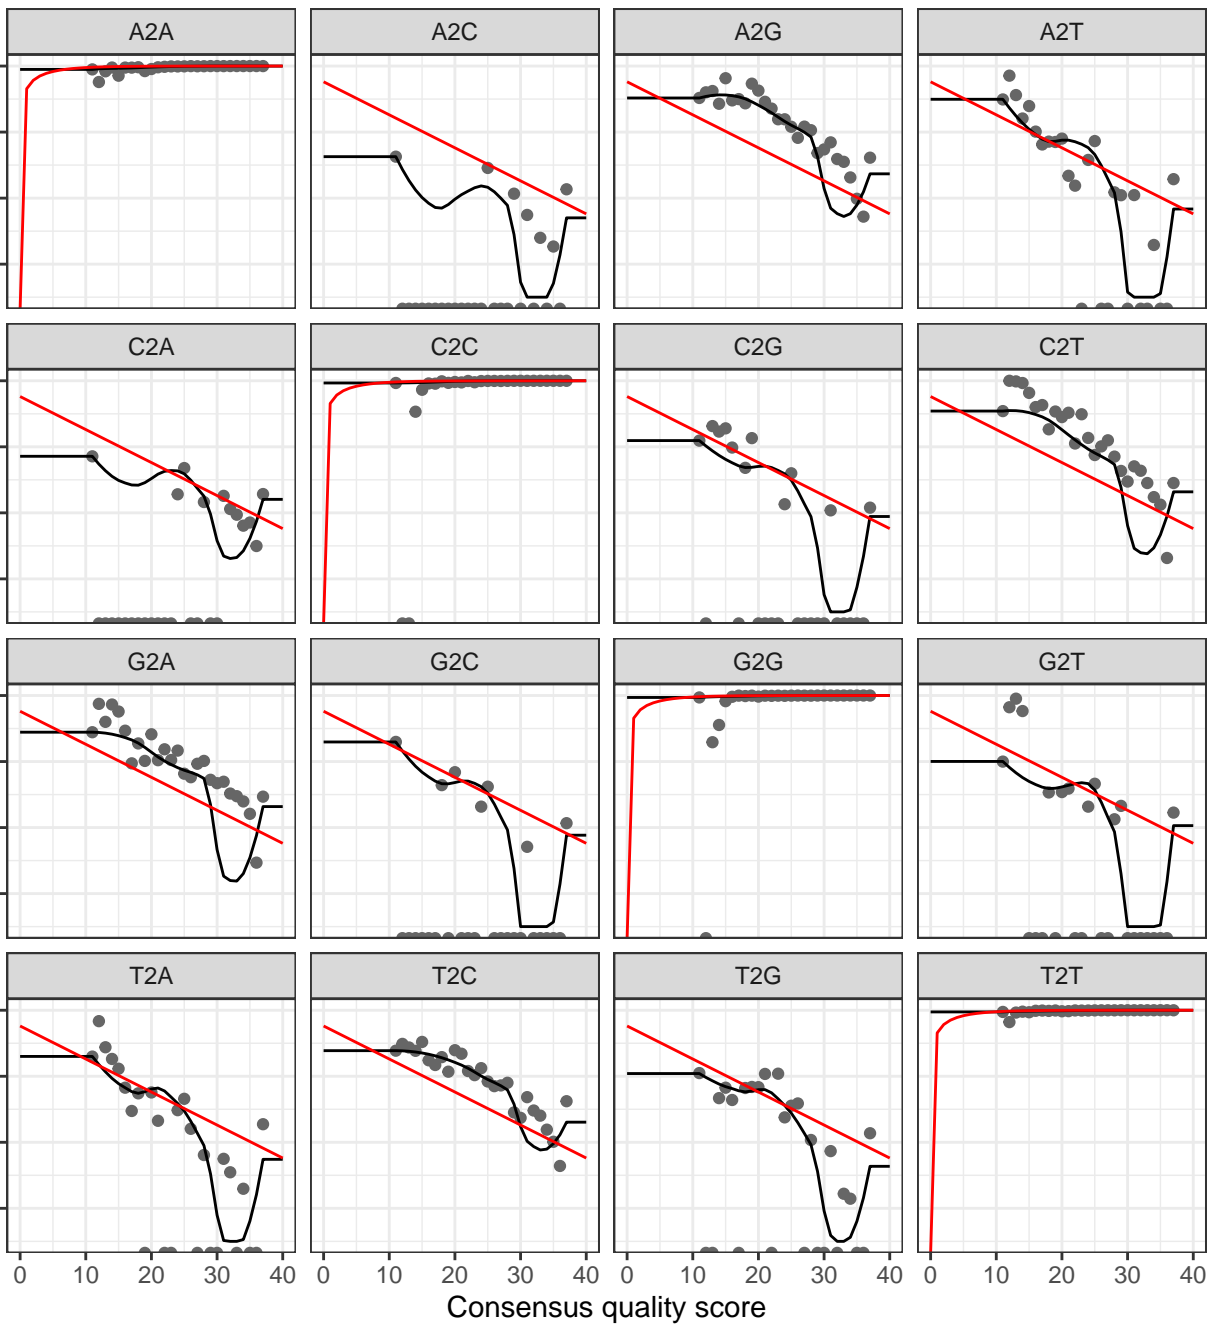 A2A A2C A2G A2T
C2A C2C C2G C2T
G2A G2C G2G G2T
T2A T2C T2G T2T
0 10 20 30 40 0 10 20 30 40 0 10 20 30 40 0 10 20 30 40
Consensus quality score